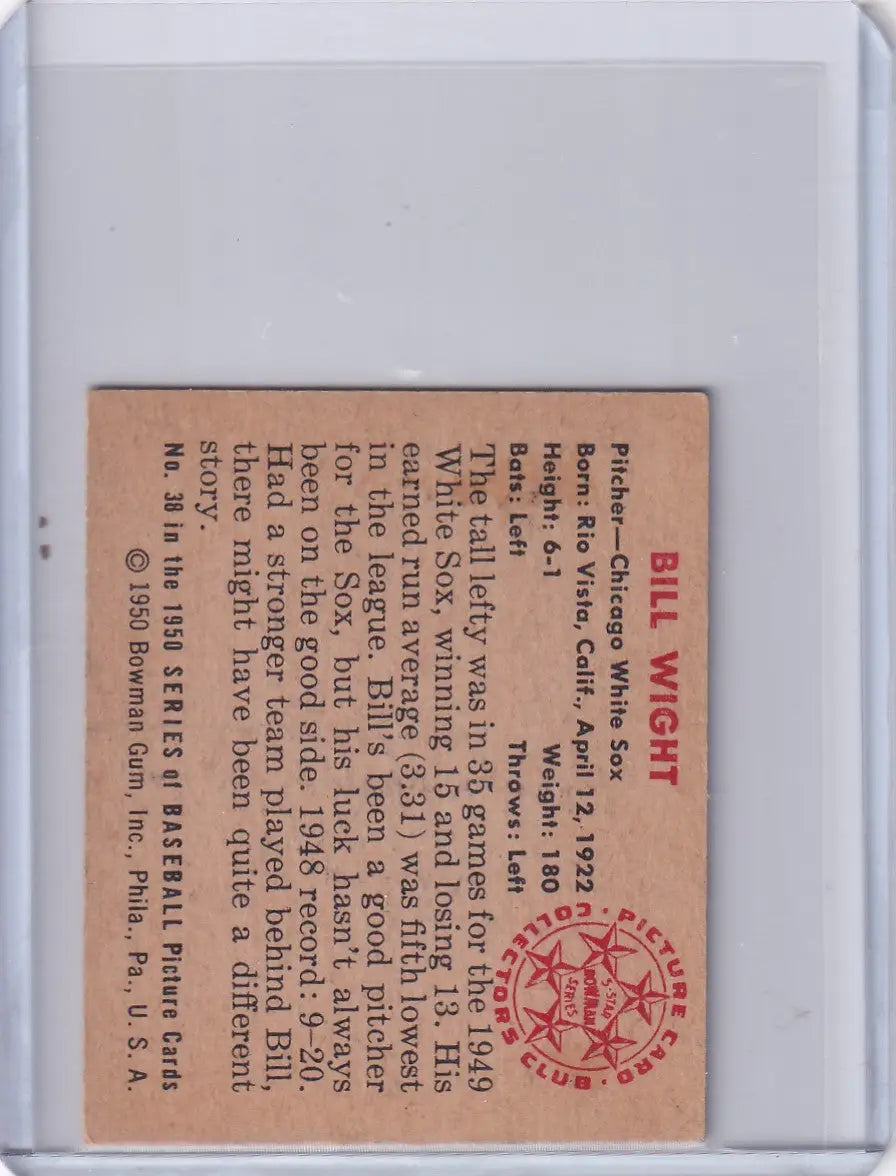 BILL WIGHT
Pitcher—Chicago White Sox
Born: Rio Vista, Calif., April 12, 1922
Height: 6-1 Weight: 180
Bats: Left Throws: Left
The tall lefty was in 35 games for the 1949
White Sox, winning 15 and losing 13. His
earned run average (3.31) was fifth lowest
in the league. Bill's been a good pitcher
for the Sox, but his luck hasn't always
been on the good side. 1948 record: 9–20.
Had a stronger team played behind Bill,
there might have been quite a different
story.
No. 38 in the 1950 SERIES of BASEBALL Picture Cards
© 1950 Bowman Gum, Inc., Phila., Pa., U. S. A.
PICTURE CARD · COLLECTORS CLUB ·
5-STAR
BOWMAN
SERIES